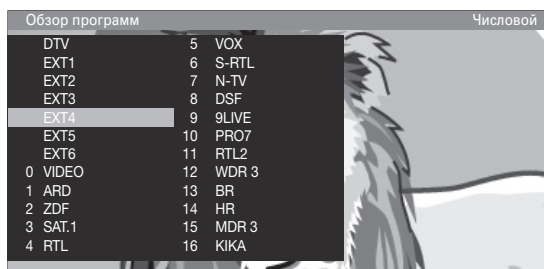 Обзор программ Числовой
DTV 5 VOX
EXT1 6 S-RTL
EXT2 7 N-TV
EXT3 8 DSF
EXT4 9 9LIVE
EXT5 10 PRO7
EXT6 11 RTL2
0 VIDEO 12 WDR 3
1 ARD 13 BR
2 ZDF 14 HR
3 SAT.1 15 MDR 3
4 RTL 16 KIKA